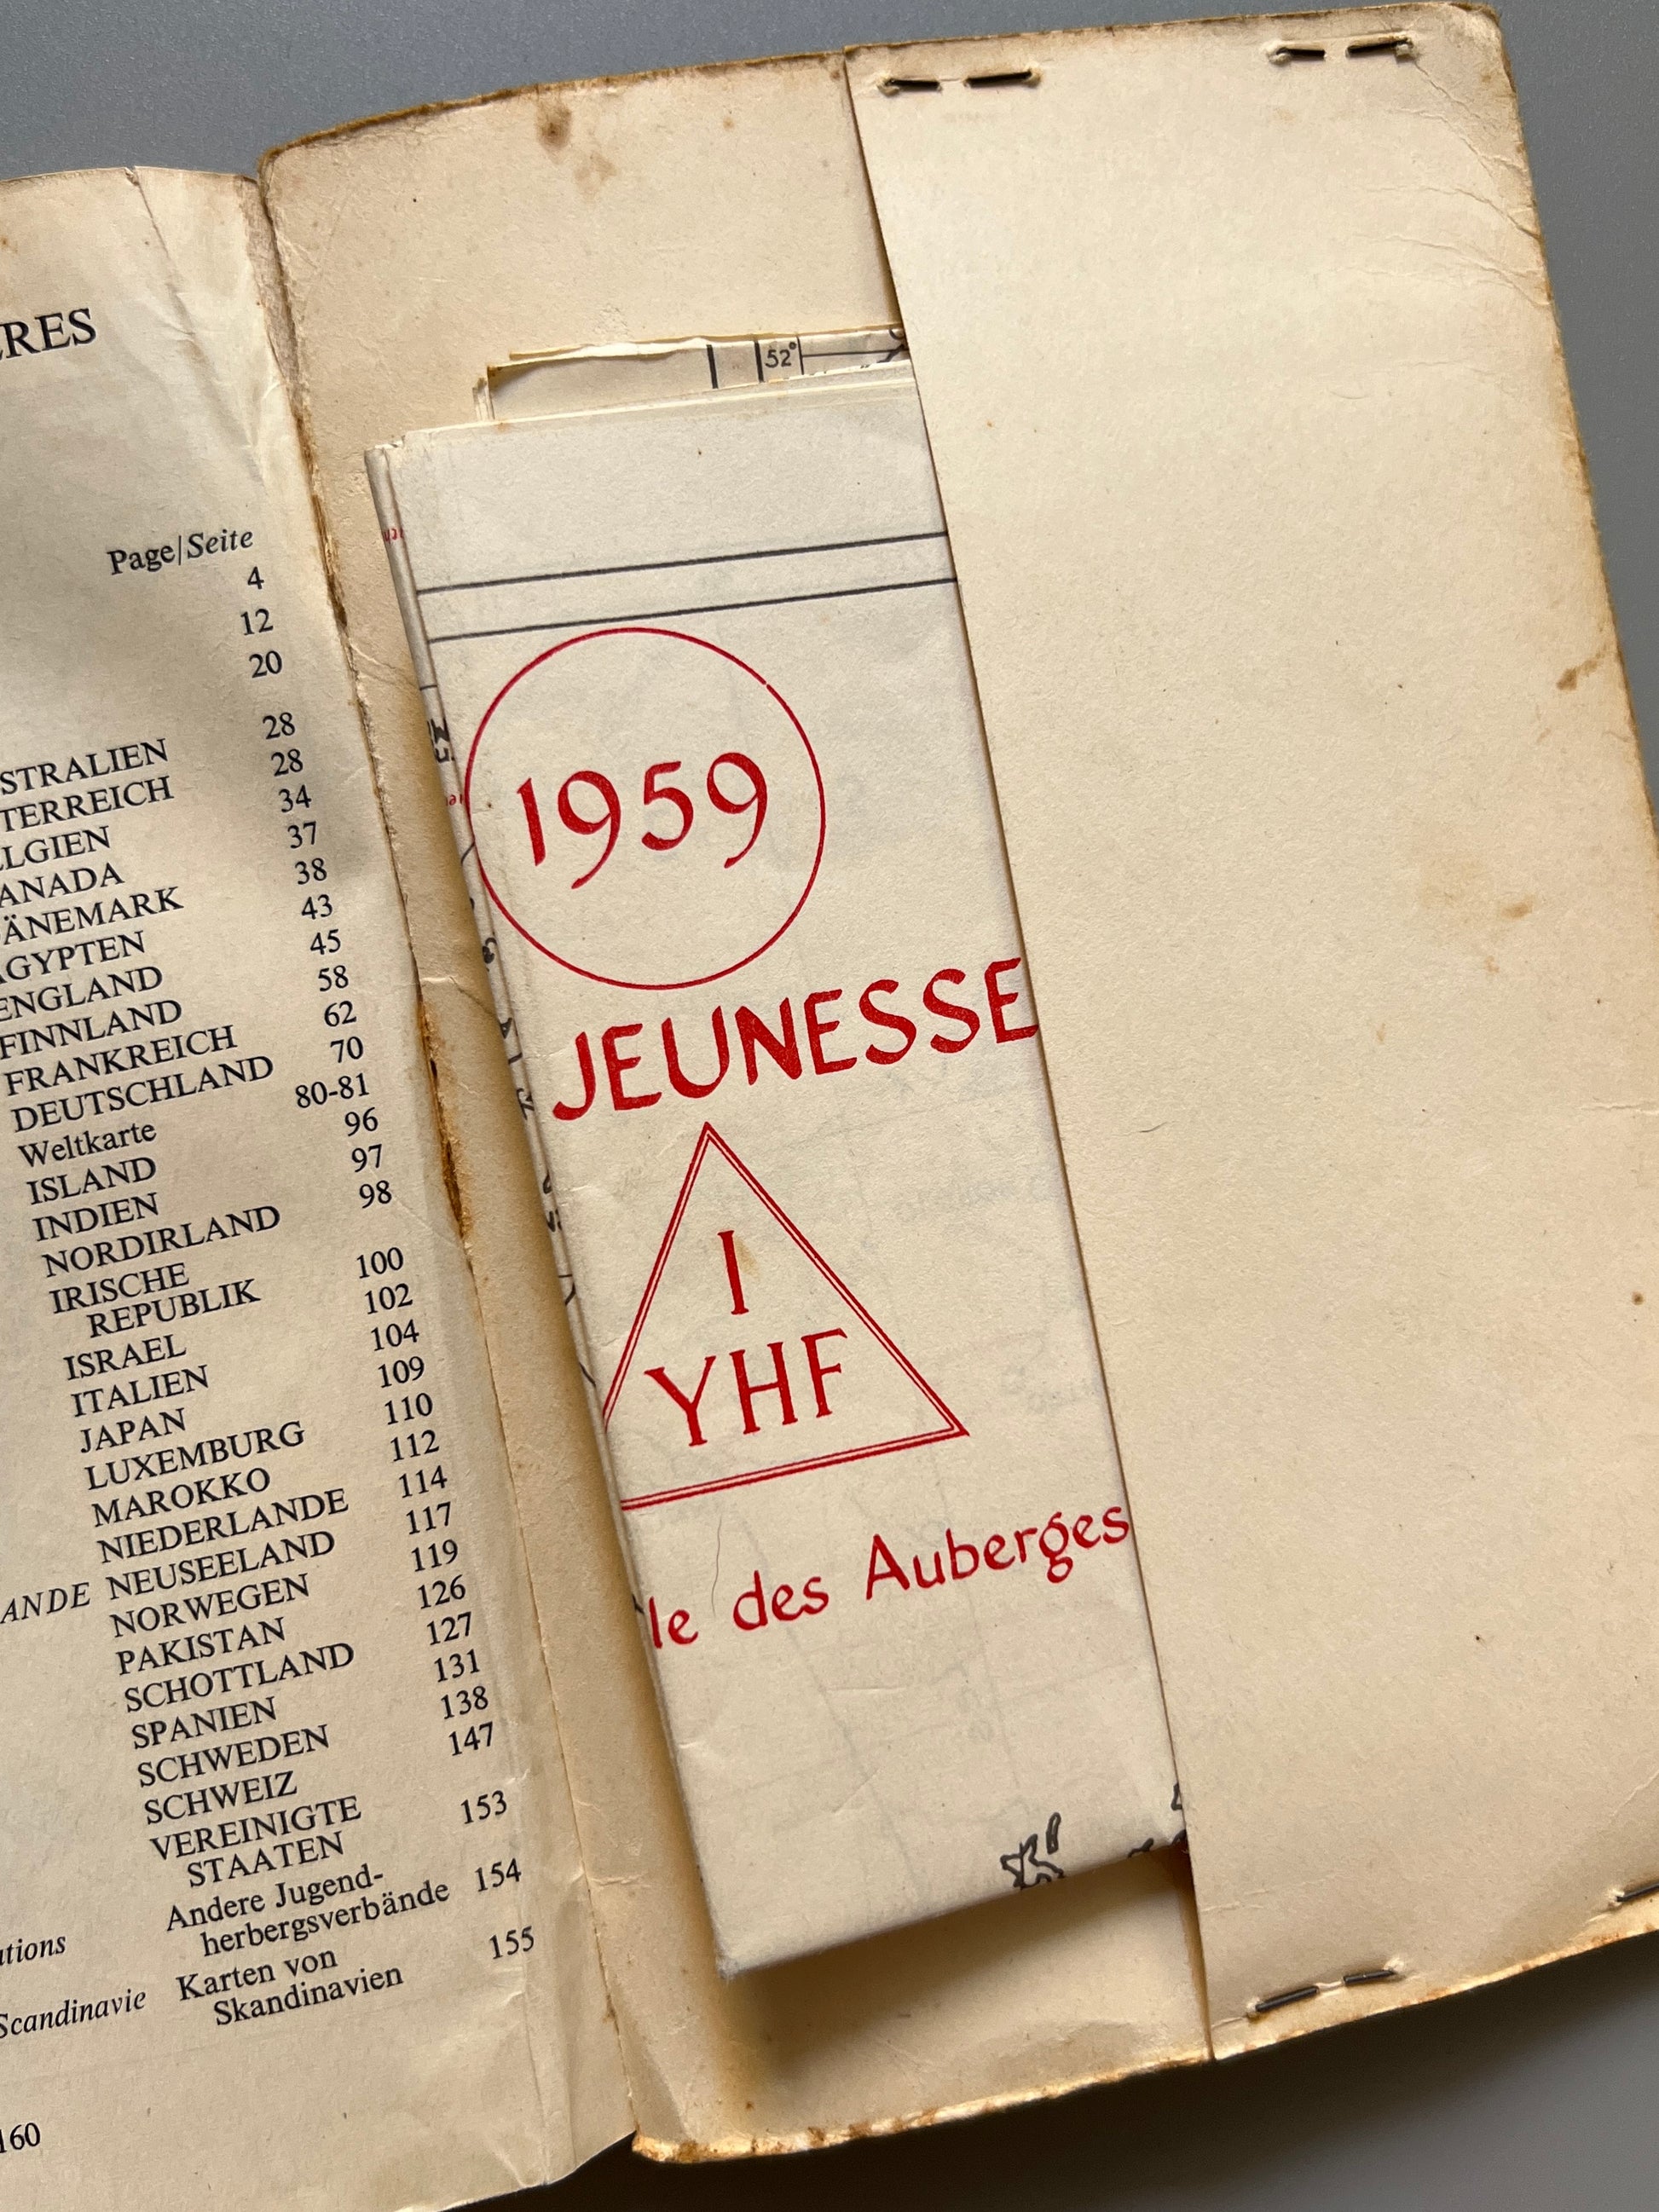 ERES
Page/Seite
4
12
20
STRALIEN 28
TERREICH 28
LGIEN 34
ANADA 37
ÄNEMARK 38
ÄGYPTEN 43
ENGLAND 45
FINNLAND 58
FRANKREICH 62
DEUTSCHLAND 70
Weltkarte 80-81
ISLAND 96
INDIEN 97
NORDIRLAND 98
IRISCHE
REPUBLIK 100
ISRAEL 102
ITALIEN 104
JAPAN 109
LUXEMBURG 110
MAROKKO 112
NIEDERLANDE 114
ANDE NEUSEELAND 117
NORWEGEN 119
PAKISTAN 126
SCHOTTLAND 127
SPANIEN 131
SCHWEDEN 138
SCHWEIZ 147
VEREINIGTE
STAATEN 153
Andere Jugend-
ations herbergsverbände 154
Scandinavie Karten von
Skandinavien 155
160
52°
1959
JEUNESSE
I
YHF
le des Auberges